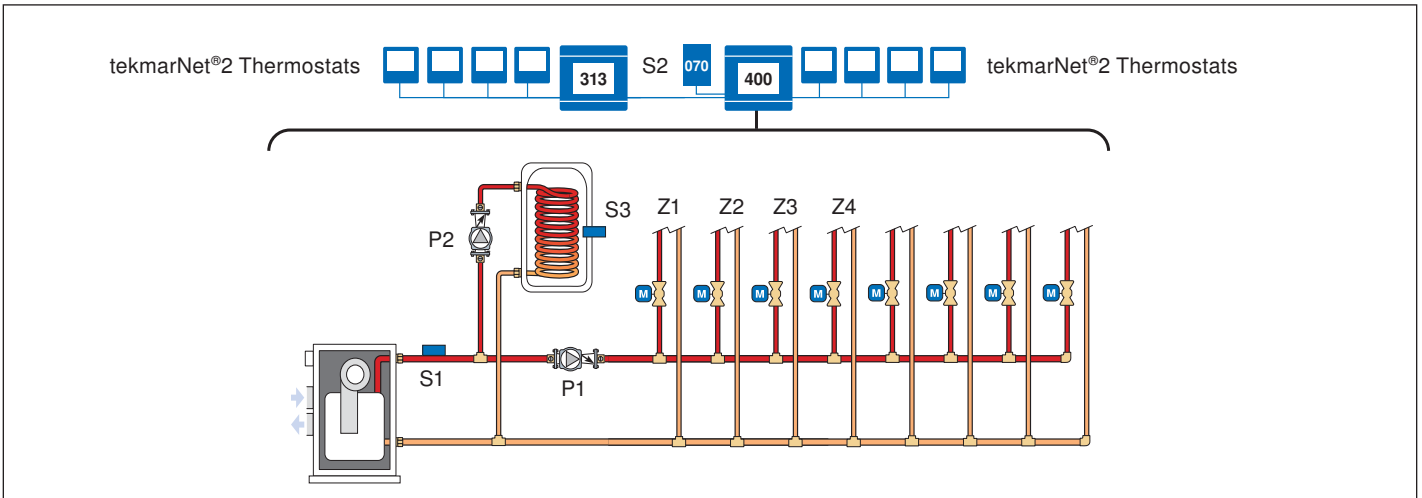 tekmarNet®2 Thermostats
313
S2
070
400
tekmarNet®2 Thermostats
S3
Z1
Z2
Z3
Z4
P2
M
M
M
M
M
M
M
M
S1
P1